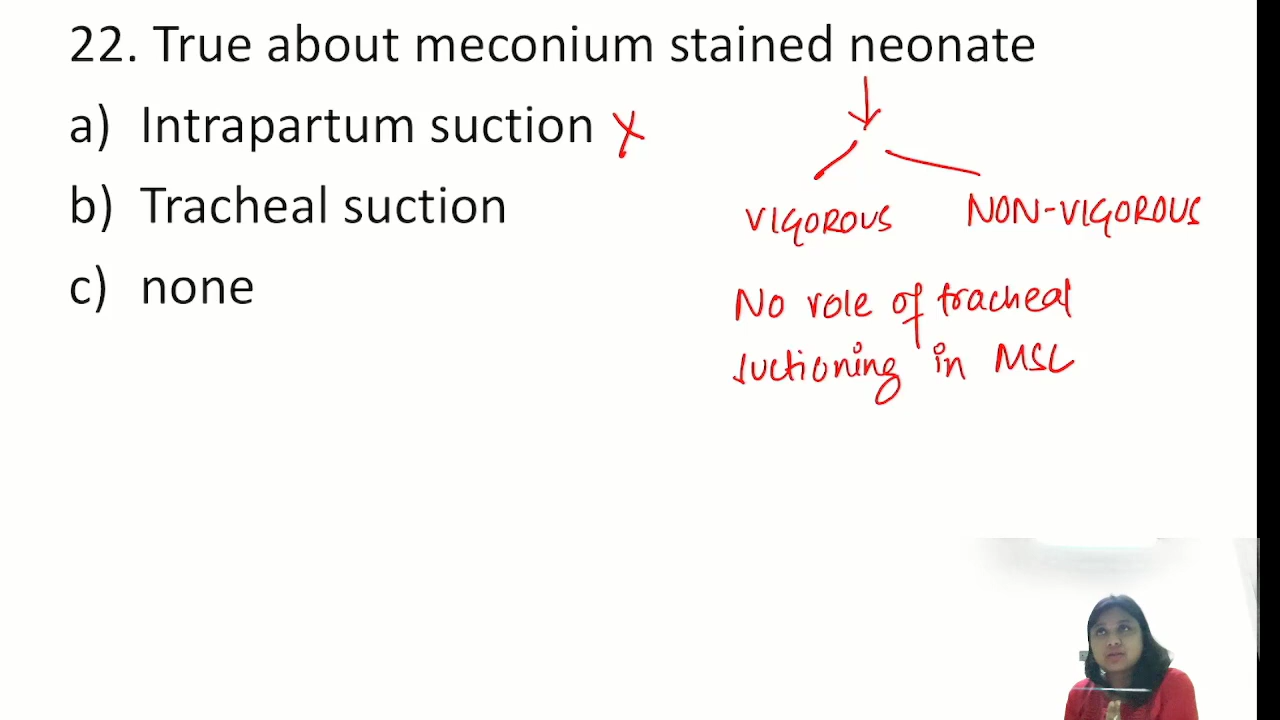 22. True about meconium stained neonate
a) Intrapartum suction X
b) Tracheal suction
c) none
VIGOROUS
NON-VIGOROUS
No role of tracheal
suctioning in MSL